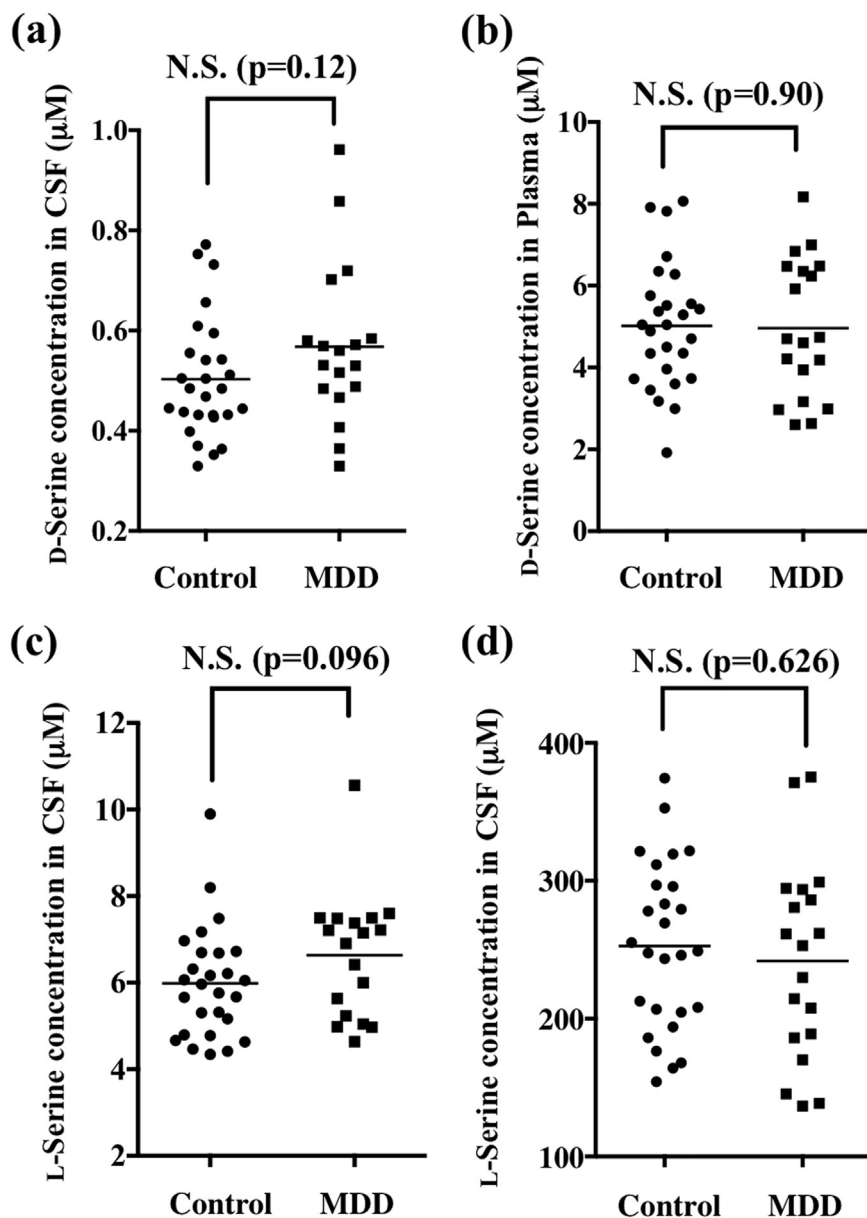 (a)
N.S. (p=0.12)
D-Serine concentration in CSF (µM)
1.0
0.8
0.6
0.4
0.2
Control MDD
(b)
N.S. (p=0.90)
D-Serine concentration in Plasma (µM)
10
8
6
4
2
0
Control MDD
(c)
N.S. (p=0.096)
L-Serine concentration in CSF (µM)
12
10
8
6
4
2
Control MDD
(d)
N.S. (p=0.626)
L-Serine concentration in CSF (µM)
400
300
200
100
Control MDD